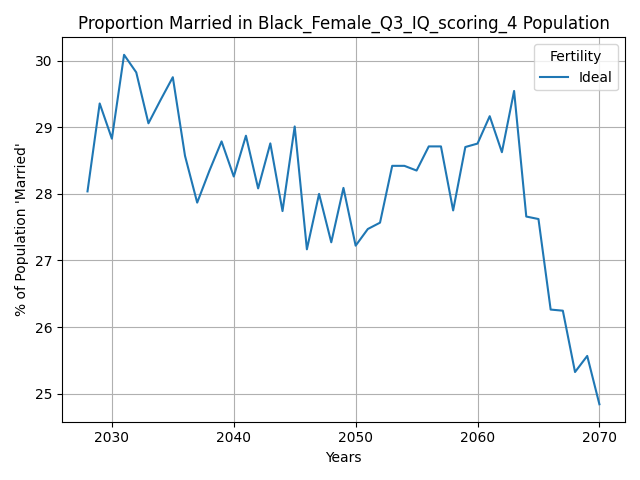 Proportion Married in Black_Female_Q3_IQ_scoring_4 Population
Fertility
Ideal
% of Population 'Married'
30
29
28
27
26
25
2030
2040
2050
2060
2070
Years